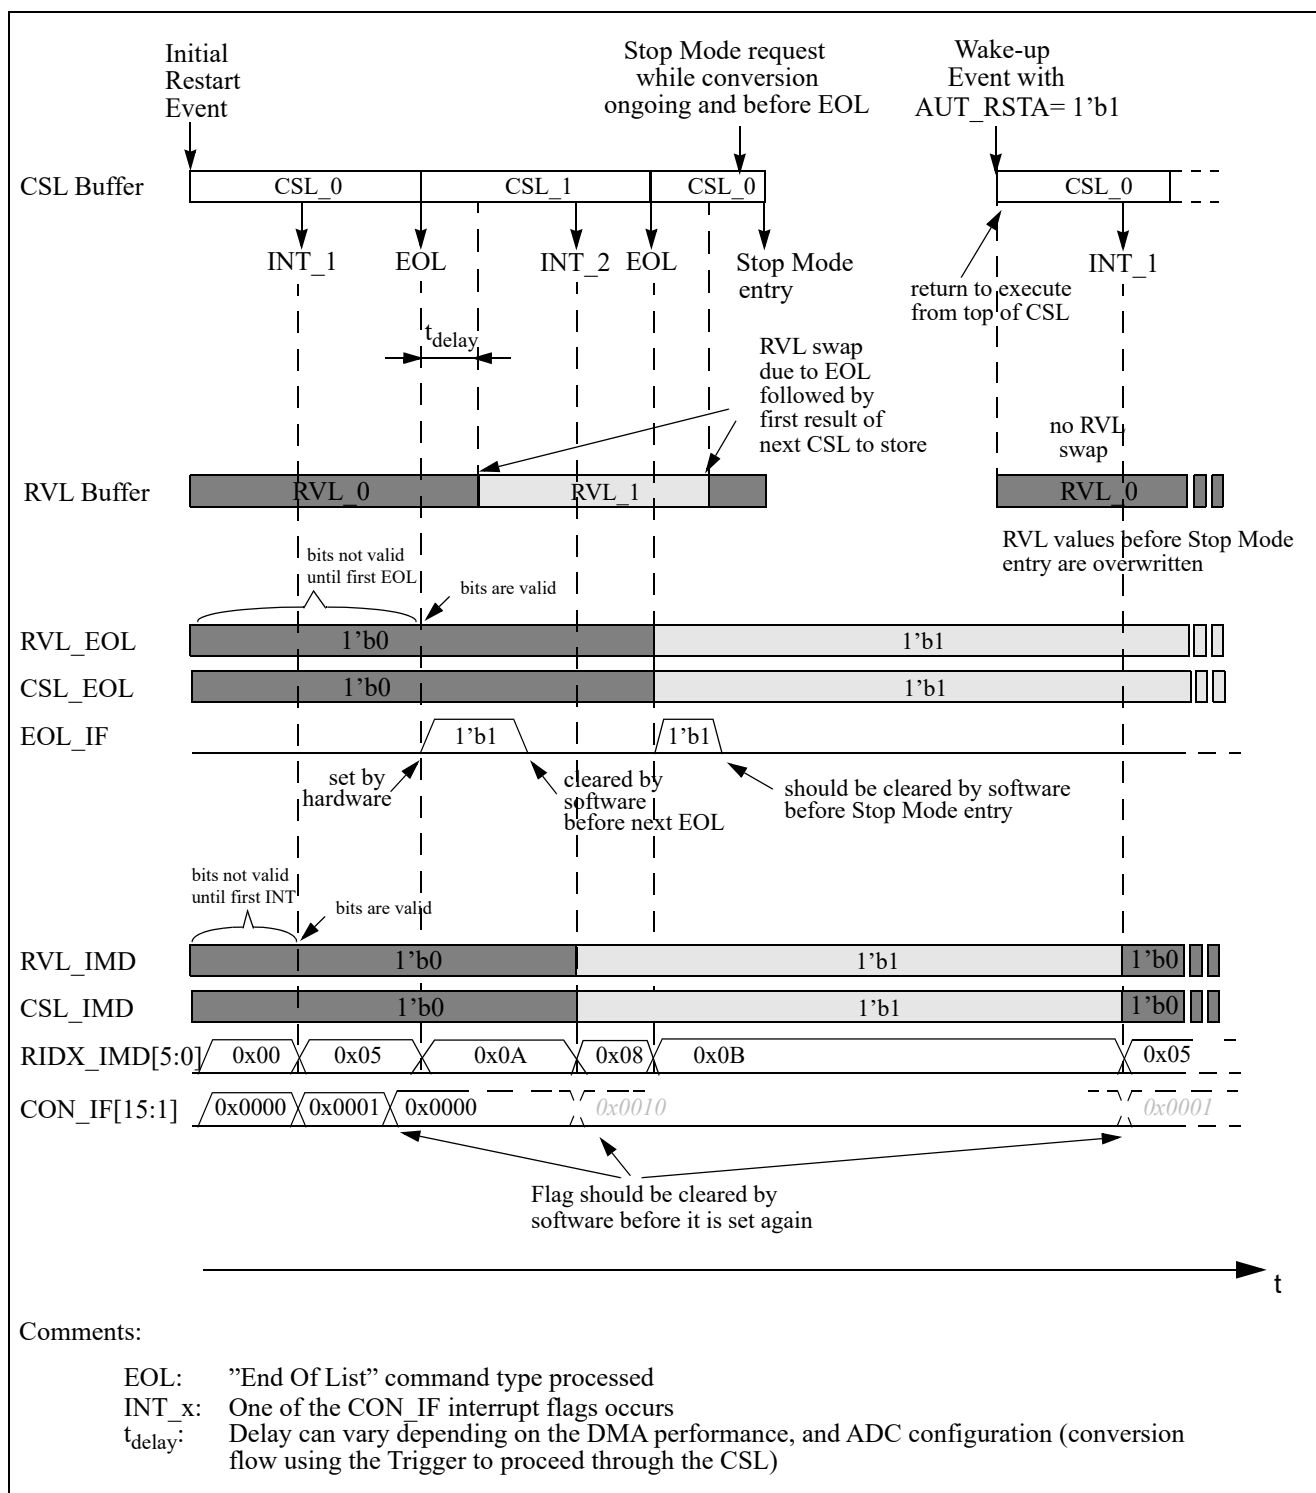 Initial
Restart
Event
Stop Mode request
while conversion
ongoing and before EOL
Wake-up
Event with
AUT_RSTA= 1’b1
CSL Buffer
CSL_0
CSL_1
CSL_0
CSL_0
INT_1
EOL
INT_2
EOL
Stop Mode
entry
INT_1
return to execute
from top of CSL
tdelay
RVL swap
due to EOL
followed by
first result of
next CSL to store
no RVL
swap
RVL Buffer
RVL_0
RVL_1
RVL_0
RVL values before Stop Mode
entry are overwritten
bits not valid
until first EOL
bits are valid
RVL_EOL
1’b0
1’b1
CSL_EOL
1’b0
1’b1
EOL_IF
1’b1
1’b1
set by
hardware
cleared by
software
before next EOL
should be cleared by software
before Stop Mode entry
bits not valid
until first INT
bits are valid
RVL_IMD
1’b0
1’b1
1’b0
CSL_IMD
1’b0
1’b1
1’b0
RIDX_IMD[5:0]
0x00
0x05
0x0A
0x08
0x0B
0x05
CON_IF[15:1]
0x0000
0x0001
0x0000
0x0010
0x0001
Flag should be cleared by
software before it is set again
t
Comments:
EOL: ”End Of List” command type processed
INT_x: One of the CON_IF interrupt flags occurs
tdelay: Delay can vary depending on the DMA performance, and ADC configuration (conversion
flow using the Trigger to proceed through the CSL)